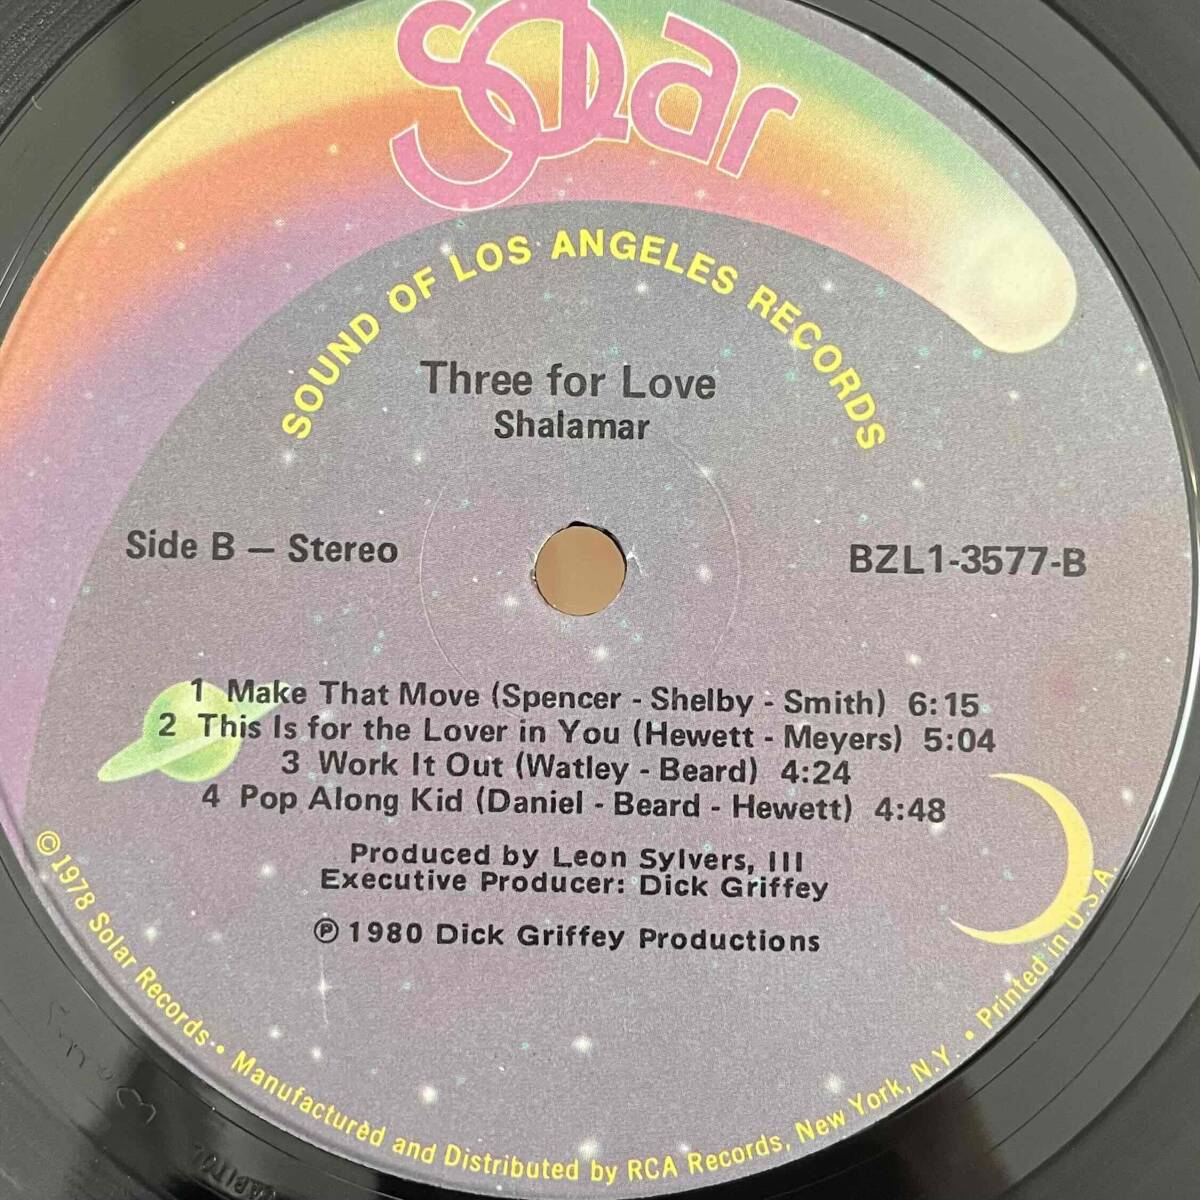 Solar
SOUND OF LOS ANGELES RECORDS
Three for Love
Shalamar
Side B – Stereo
BZL1-3577-B
1 Make That Move (Spencer - Shelby - Smith) 6:15
2 This Is for the Lover in You (Hewett - Meyers) 5:04
3 Work It Out (Watley - Beard) 4:24
4 Pop Along Kid (Daniel - Beard - Hewett) 4:48
Produced by Leon Sylvers, III
Executive Producer: Dick Griffey
℗ 1980 Dick Griffey Productions
© 1978 Solar Records • Manufactured and Distributed by RCA Records, New York, N.Y. • Printed in U.S.A.